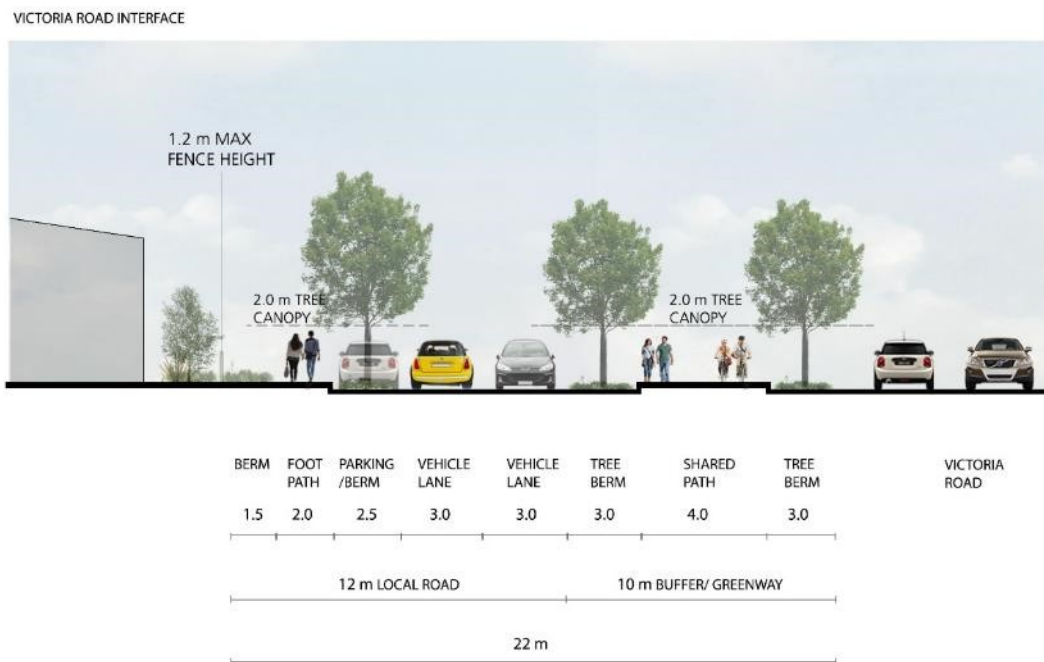 VICTORIA ROAD INTERFACE
1.2 m MAX
FENCE HEIGHT
2.0 m TREE
CANOPY
2.0 m TREE
CANOPY
BERM
FOOT
PATH
PARKING
/BERM
VEHICLE
LANE
VEHICLE
LANE
TREE
BERM
SHARED
PATH
TREE
BERM
VICTORIA
ROAD
1.5 2.0 2.5 3.0 3.0 3.0 4.0 3.0
12 m LOCAL ROAD
10 m BUFFER/ GREENWAY
22 m